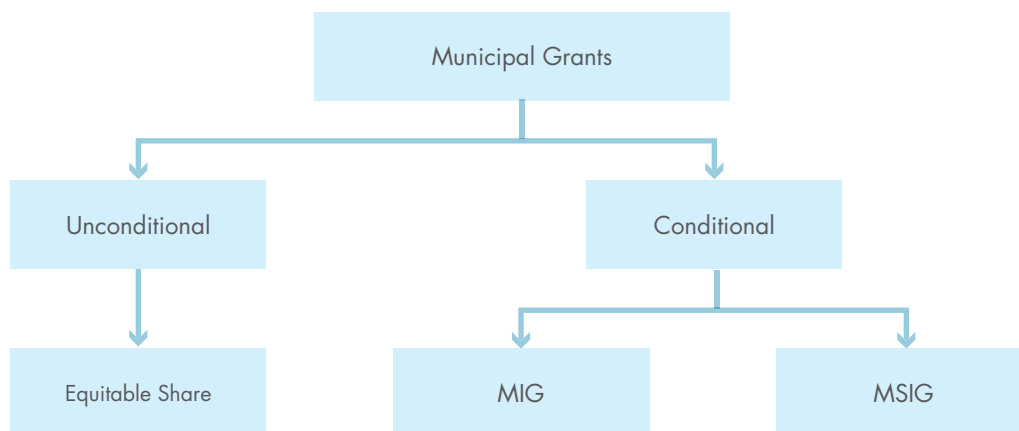 Municipal Grants
Unconditional
Conditional
Equitable Share
MIG
MSIG